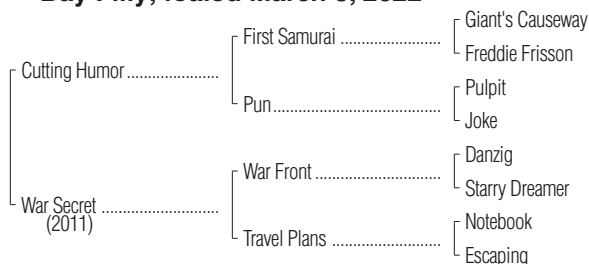 Bay Filly; foaled March 8, 2022
Giant's Causeway
First Samurai
Freddie Frisson
Cutting Humor
Pulpit
Pun
Joke
Danzig
War Front
Starry Dreamer
War Secret
(2011)
Notebook
Travel Plans
Escaping